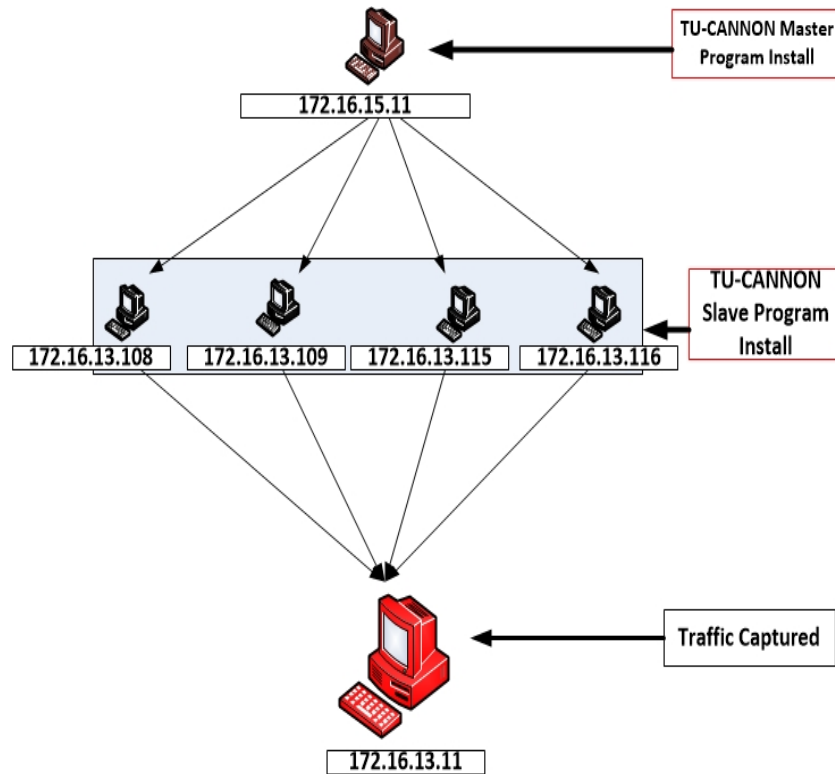 TU-CANNON Master
Program Install
172.16.15.11
TU-CANNON
Slave Program
Install
172.16.13.108
172.16.13.109
172.16.13.115
172.16.13.116
Traffic Captured
172.16.13.11